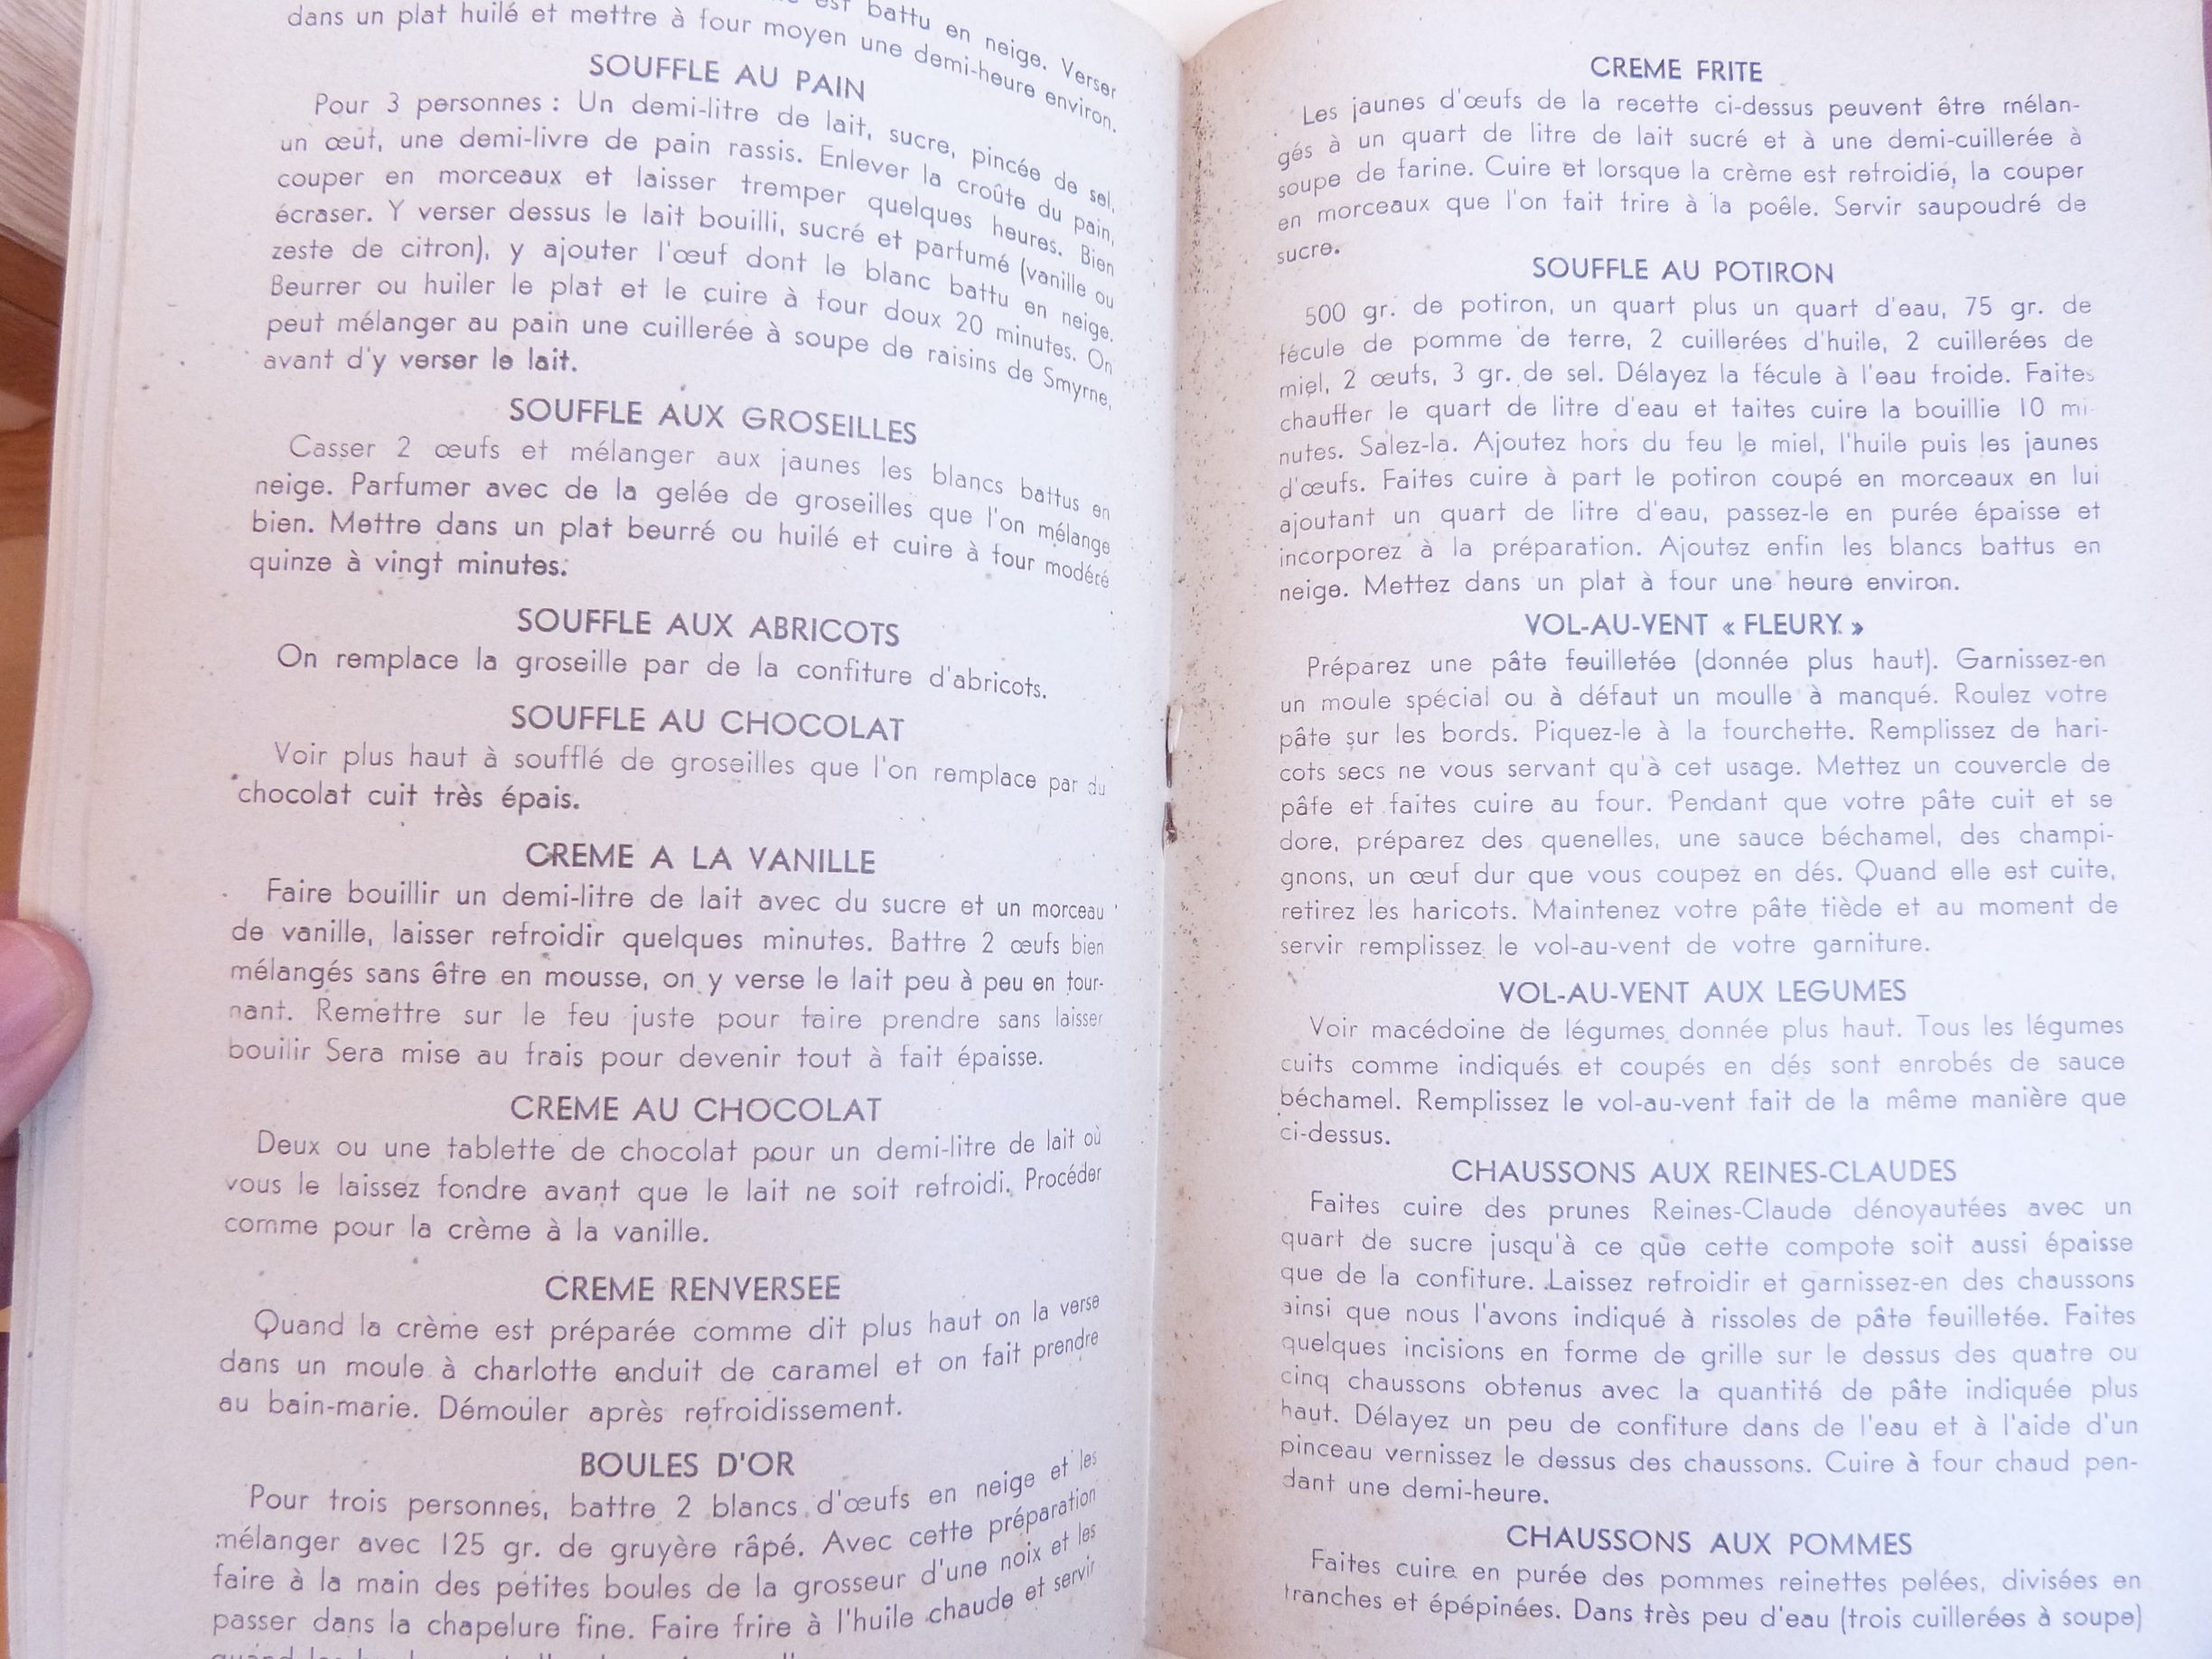 est battu en neige. Verser
dans un plat huilé et mettre à four moyen une demi-heure environ.
SOUFFLE AU PAIN
Pour 3 personnes : Un demi-litre de lait, sucre, pincée de sel,
un œuf, une demi-livre de pain rassis. Enlever la croûte du pain,
couper en morceaux et laisser tremper quelques heures. Bien
écraser. Y verser dessus le lait bouilli, sucré et parfumé (vanille ou
zeste de citron), y ajouter l'œuf dont le blanc battu en neige.
Beurrer ou huiler le plat et le cuire à four doux 20 minutes. On
peut mélanger au pain une cuillerée à soupe de raisins de Smyrne,
avant d'y verser le lait.
SOUFFLE AUX GROSEILLES
Casser 2 œufs et mélanger aux jaunes les blancs battus en
neige. Parfumer avec de la gelée de groseilles que l'on mélange
bien. Mettre dans un plat beurré ou huilé et cuire à four modéré
quinze à vingt minutes.
SOUFFLE AUX ABRICOTS
On remplace la groseille par de la confiture d'abricots.
SOUFFLE AU CHOCOLAT
Voir plus haut à soufflé de groseilles que l'on remplace par du
chocolat cuit très épais.
CREME A LA VANILLE
Faire bouillir un demi-litre de lait avec du sucre et un morceau
de vanille, laisser refroidir quelques minutes. Battre 2 œufs bien
mélangés sans être en mousse, on y verse le lait peu à peu en tour-
nant. Remettre sur le feu juste pour faire prendre sans laisser
bouilir Sera mise au frais pour devenir tout à fait épaisse.
CREME AU CHOCOLAT
Deux ou une tablette de chocolat pour un demi-litre de lait où
vous le laissez fondre avant que le lait ne soit refroidi. Procéder
comme pour la crème à la vanille.
CREME RENVERSEE
Quand la crème est préparée comme dit plus haut on la verse
dans un moule à charlotte enduit de caramel et on fait prendre
au bain-marie. Démouler après refroidissement.
BOULES D'OR
Pour trois personnes, battre 2 blancs d'œufs en neige et les
mélanger avec 125 gr. de gruyère râpé. Avec cette préparation
faire à la main des petites boules de la grosseur d'une noix et les
passer dans la chapelure fine. Faire frire à l'huile chaude et servir
CREME FRITE
Les jaunes d'œufs de la recette ci-dessus peuvent être mélan-
gés à un quart de litre de lait sucré et à une demi-cuillerée à
soupe de farine. Cuire et lorsque la crème est refroidie, la couper
en morceaux que l'on fait frire à la poêle. Servir saupoudré de
sucre.
SOUFFLE AU POTIRON
500 gr. de potiron, un quart plus un quart d'eau, 75 gr. de
fécule de pomme de terre, 2 cuillerées d'huile, 2 cuillerées de
miel, 2 œufs, 3 gr. de sel. Délayez la fécule à l'eau froide. Faites
chauffer le quart de litre d'eau et faites cuire la bouillie 10 mi-
nutes. Salez-la. Ajoutez hors du feu le miel, l'huile puis les jaunes
d'œufs. Faites cuire à part le potiron coupé en morceaux en lui
ajoutant un quart de litre d'eau, passez-le en purée épaisse et
incorporez à la préparation. Ajoutez enfin les blancs battus en
neige. Mettez dans un plat à four une heure environ.
VOL-AU-VENT « FLEURY »
Préparez une pâte feuilletée (donnée plus haut). Garnissez-en
un moule spécial ou à défaut un moulle à manqué. Roulez votre
pâte sur les bords. Piquez-le à la fourchette. Remplissez de hari-
cots secs ne vous servant qu'à cet usage. Mettez un couvercle de
pâte et faites cuire au four. Pendant que votre pâte cuit et se
dore, préparez des quenelles, une sauce béchamel, des champi-
gnons, un œuf dur que vous coupez en dés. Quand elle est cuite,
retirez les haricots. Maintenez votre pâte tiède et au moment de
servir remplissez le vol-au-vent de votre garniture.
VOL-AU-VENT AUX LEGUMES
Voir macédoine de légumes donnée plus haut. Tous les légumes
cuits comme indiqués et coupés en dés sont enrobés de sauce
béchamel. Remplissez le vol-au-vent fait de la même manière que
ci-dessus.
CHAUSSONS AUX REINES-CLAUDES
Faites cuire des prunes Reines-Claude dénoyautées avec un
quart de sucre jusqu'à ce que cette compote soit aussi épaisse
que de la confiture. Laissez refroidir et garnissez-en des chaussons
ainsi que nous l'avons indiqué à rissoles de pâte feuilletée. Faites
quelques incisions en forme de grille sur le dessus des quatre ou
cinq chaussons obtenus avec la quantité de pâte indiquée plus
haut. Délayez un peu de confiture dans de l'eau et à l'aide d'un
pinceau vernissez le dessus des chaussons. Cuire à four chaud pen-
dant une demi-heure.
CHAUSSONS AUX POMMES
Faites cuire en purée des pommes reinettes pelées, divisées en
tranches et épépinées. Dans très peu d'eau (trois cuillerées à soupe)